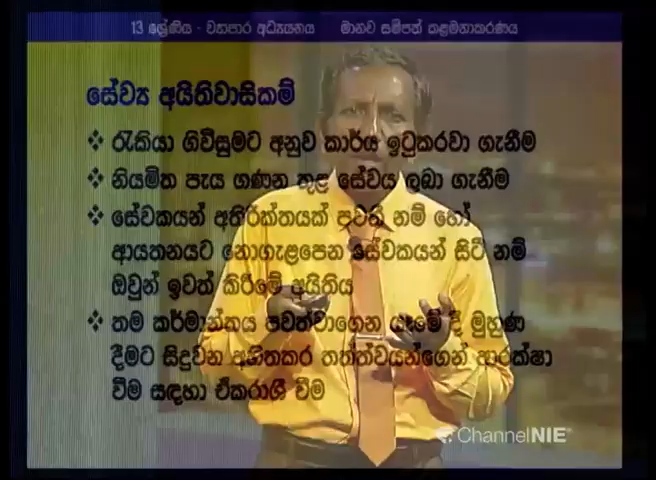 13 ශ්‍රේණිය - ව්‍යාපාර අධ්‍යයනය මානව සම්පත් කළමනාකරණය
සේව්‍ය අයිතිවාසිකම්
❖ රැකියා ගිවිසුමට අනුව කාර්ය ඉටුකරවා ගැනීම
❖ නියමිත පැය ගණන තුළ සේවය ලබා ගැනීම
❖ සේවකයන් අතිරික්තයක් පවතී නම් හෝ
ආයතනයට නොගැළපෙන සේවකයන් සිටී නම්
ඔවුන් ඉවත් කිරීමේ අයිතිය
❖ තම කර්මාන්තය පවත්වාගෙන යෑමේ දී මුහුණ
දීමට සිදුවන අහිතකර තත්ත්වයන්ගෙන් ආරක්ෂා
වීම සඳහා ඒකරාශී වීම
ChannelNIE